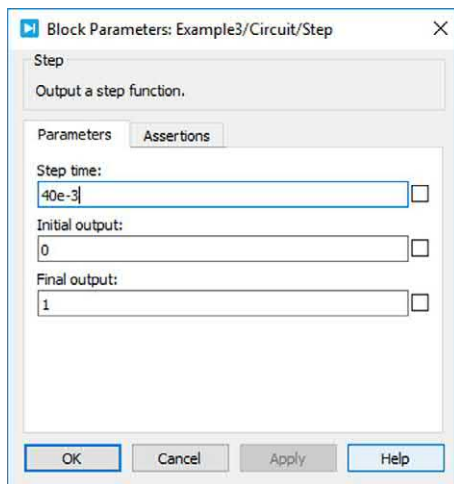 Block Parameters: Example3/Circuit/Step
Step
Output a step function.
Parameters Assertions
Step time:
40e-3
Initial output:
0
Final output:
1
OK Cancel Apply Help